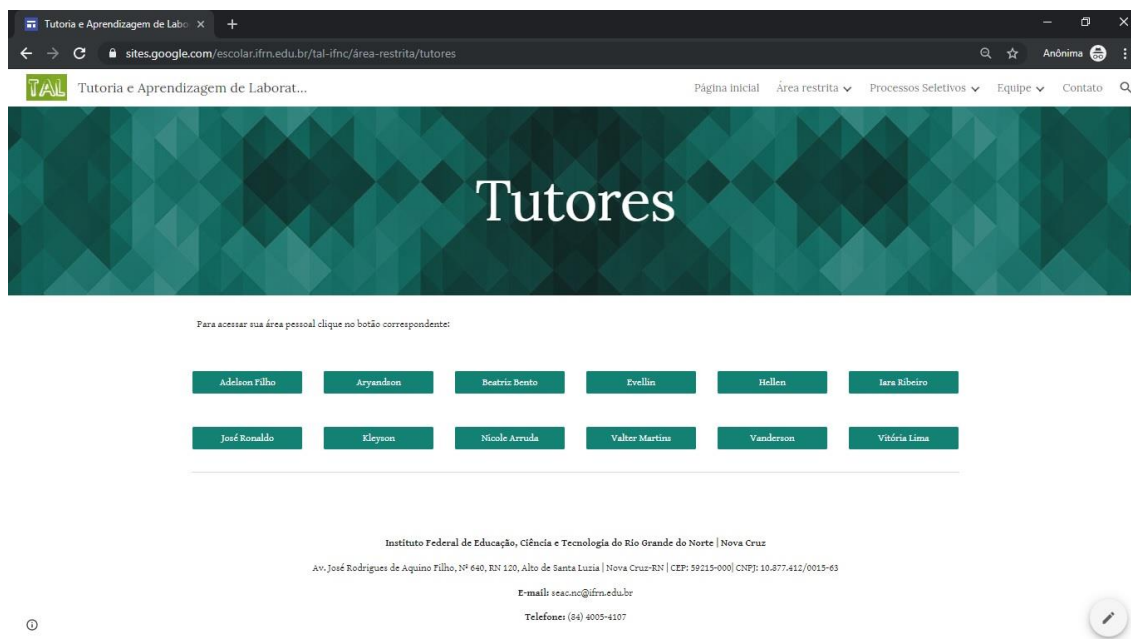 Tutoria e Aprendizagem de Labo
sites.google.com/escolar.ifrn.edu.br/tal-ifnc/área-restrita/tutores
Anônima
TAL Tutoria e Aprendizagem de Laborat...
Página inicial Área restrita Processos Seletivos Equipe Contato
Tutores
Para acessar sua área pessoal clique no botão correspondente:
Adelson Filho Aryandson Beatriz Bento Evellin Hellen Iara Ribeiro
José Ronaldo Kleyson Nicole Arruda Valter Martins Vanderson Vitória Lima
Instituto Federal de Educação, Ciência e Tecnologia do Rio Grande do Norte | Nova Cruz
Av. José Rodrigues de Aquino Filho, Nº 640, RN 120, Alto de Santa Luzia | Nova Cruz-RN | CEP: 59215-000| CNPJ: 10.877.412/0015-63
E-mail: seac.nc@ifrn.edu.br
Telefone: (84) 4005-4107